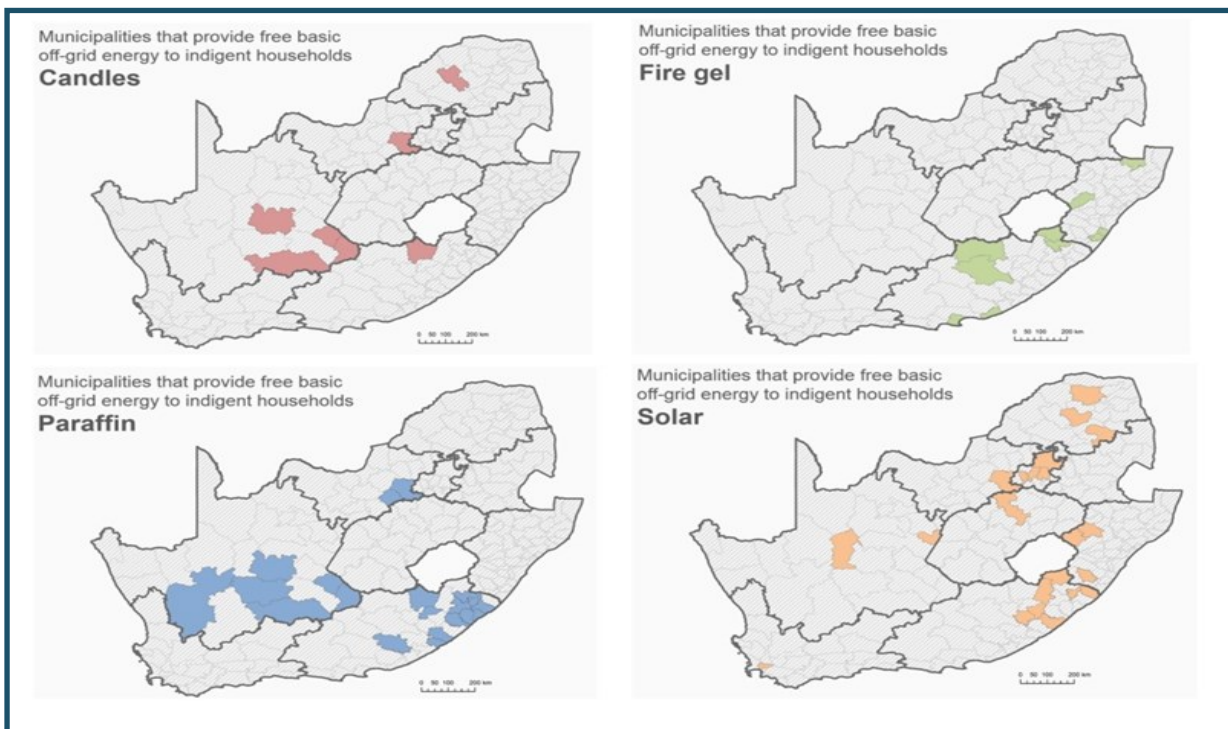 Municipalities that provide free basic
off-grid energy to indigent households
Candles
0 50 100 200 km
Municipalities that provide free basic
off-grid energy to indigent households
Fire gel
0 50 100 200 km
Municipalities that provide free basic
off-grid energy to indigent households
Paraffin
0 50 100 200 km
Municipalities that provide free basic
off-grid energy to indigent households
Solar
0 50 100 200 km